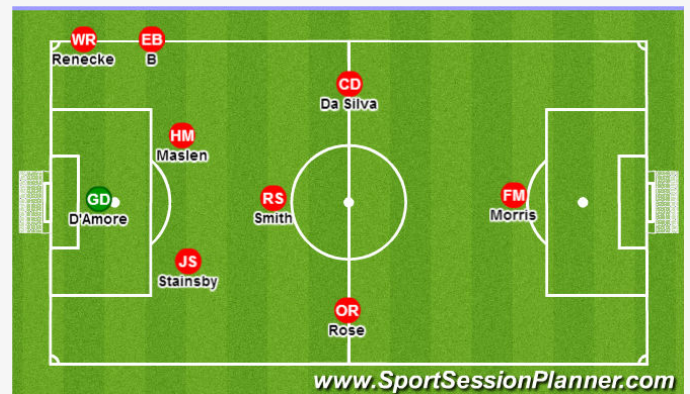 WR
Renecke
EB
B
CD
Da Silva
HM
Maslen
GD
D'Amore
RS
Smith
FM
Morris
JS
Stainsby
OR
Rose
www.SportSessionPlanner.com